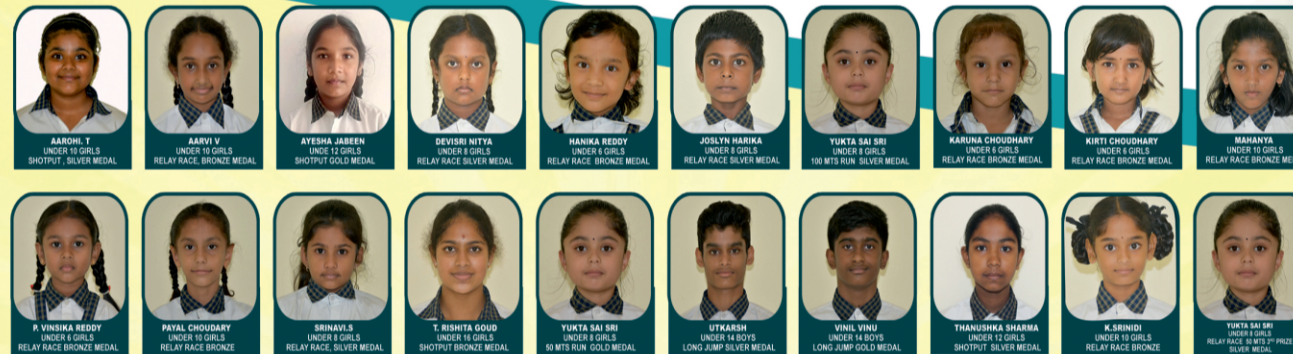 AAROHI. T
UNDER 10 GIRLS
SHOTPUT , SILVER MEDAL
AARVI V
UNDER 10 GIRLS
RELAY RACE, BRONZE MEDAL
AYESHA JABEEN
UNDE 12 GIRLS
SHOTPUT GOLD MEDAL
DEVISRI NITYA
UNDER 8 GIRLS
RELAY RACE SILVER MEDAL
HANIKA REDDY
UNDER 6 GIRLS
RELAY RACE BRONZE MEDAL
JOSLYN HARIKA
UNDER 8 GIRLS
RELAY RACE SILVER MEDAL
YUKTA SAI SRI
UNDER 8 GIRLS
100 MTS RUN SILVER MEDAL
KARUNA CHOUDHARY
UNDER 6 GIRLS
RELAY RACE BRONZE MEDAL
KIRTI CHOUDHARY
UNDER 6 GIRLS
RELAY RACE BRONZE MEDAL
MAHANYA
UNDER 10 GIRLS
RELAY RACE BRONZE ME
P. VINSIKA REDDY
UNDER 6 GIRLS
RELAY RACE BRONZE MEDAL
PAYAL CHOUDARY
UNDER 10 GIRLS
RELAY RACE BRONZE
SRINAVI.S
UNDER 8 GIRLS
RELAY RACE, SILVER MEDAL
T. RISHITA GOUD
UNDER 16 GIRLS
SHOTPUT BRONZE MEDAL
YUKTA SAI SRI
UNDER 8 GIRLS
50 MTS RUN GOLD MEDAL
UTKARSH
UNDER 14 BOYS
LONG JUMP SILVER MEDAL
VINIL VINU
UNDER 14 BOYS
LONG JUMP GOLD MEDAL
THANUSHKA SHARMA
UNDER 12 GIRLS
SHOTPUT SILVER MEDAL
K.SRINIDI
UNDER 10 GIRLS
RELAY RACE BRONZE
YUKTA SAI SRI
UNDER 8 GIRLS
RELAY RACE 50 MTS 3RD PRIZE
SILVER MEDAL